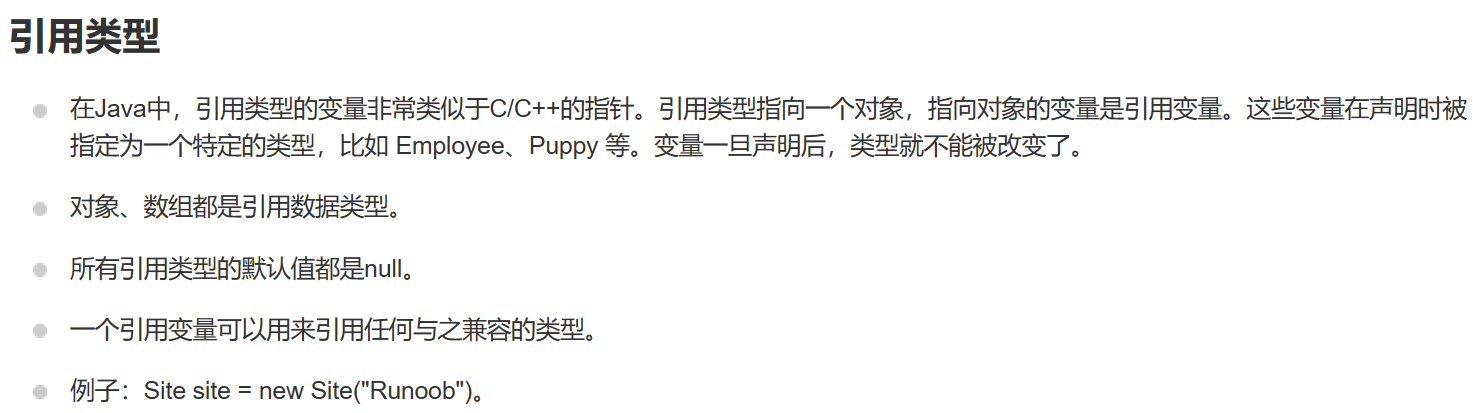 引用类型
在Java中，引用类型的变量非常类似于C/C++的指针。引用类型指向一个对象，指向对象的变量是引用变量。这些变量在声明时被
指定为一个特定的类型，比如 Employee、Puppy 等。变量一旦声明后，类型就不能被改变了。
对象、数组都是引用数据类型。
所有引用类型的默认值都是null。
一个引用变量可以用来引用任何与之兼容的类型。
例子：Site site = new Site("Runoob")。